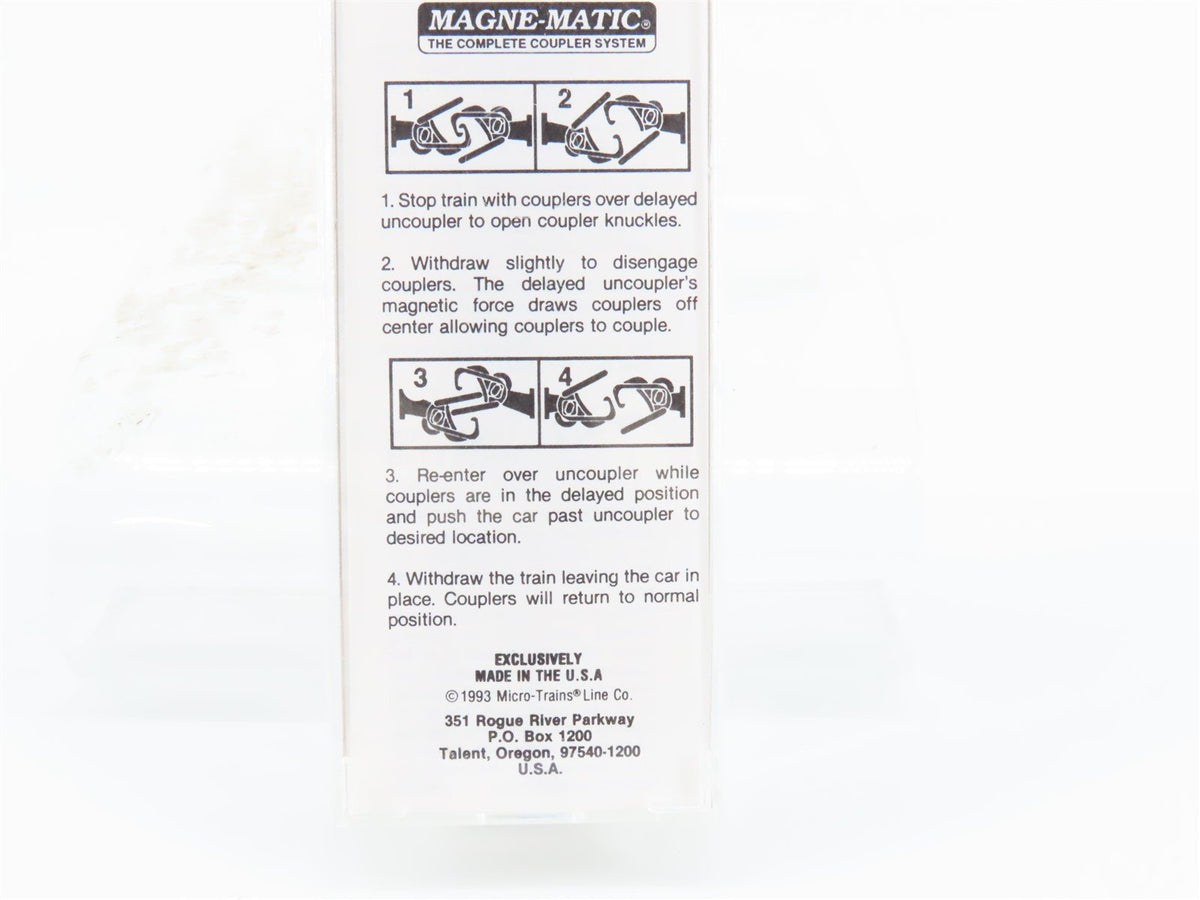 MAGNE-MATIC®
THE COMPLETE COUPLER SYSTEM
1 2
1. Stop train with couplers over delayed
uncoupler to open coupler knuckles.
2. Withdraw slightly to disengage
couplers. The delayed uncoupler's
magnetic force draws couplers off
center allowing couplers to couple.
3 4
3. Re-enter over uncoupler while
couplers are in the delayed position
and push the car past uncoupler to
desired location.
4. Withdraw the train leaving the car in
place. Couplers will return to normal
position.
EXCLUSIVELY
MADE IN THE U.S.A
©1993 Micro-Trains® Line Co.
351 Rogue River Parkway
P.O. Box 1200
Talent, Oregon, 97540-1200
U.S.A.